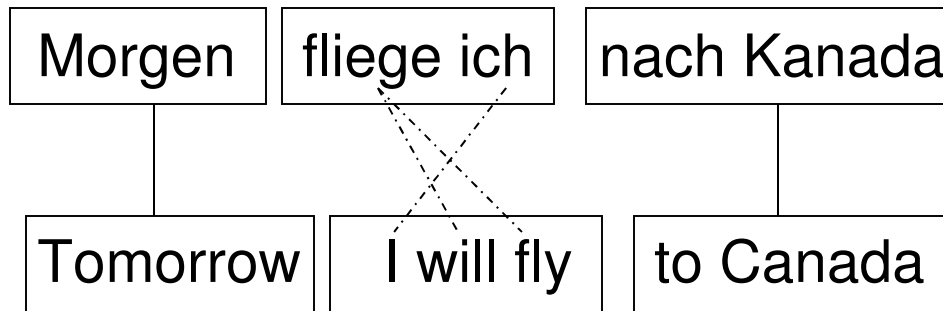 Morgen fliege ich nach Kanada
Tomorrow I will fly to Canada